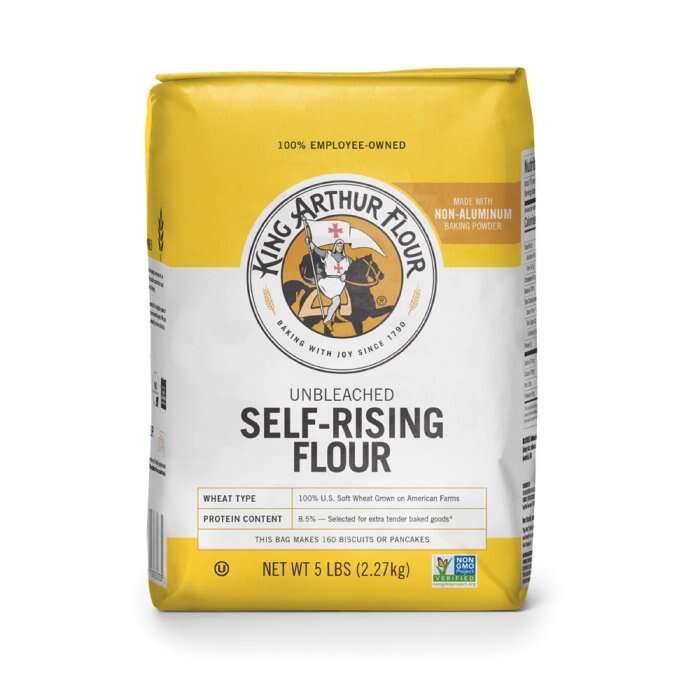 100% EMPLOYEE-OWNED
KING ARTHUR FLOUR
MADE WITH
NON-ALUMINUM
BAKING POWDER
®
BAKING WITH JOY SINCE 1790
UNBLEACHED
SELF-RISING
FLOUR
WHEAT TYPE 100% U.S. Soft Wheat Grown on American Farms
PROTEIN CONTENT 8.5% — Selected for extra tender baked goods*
THIS BAG MAKES 160 BISCUITS OR PANCAKES
U
NET WT 5 LBS (2.27kg)
NON
GMO
Project
VERIFIED